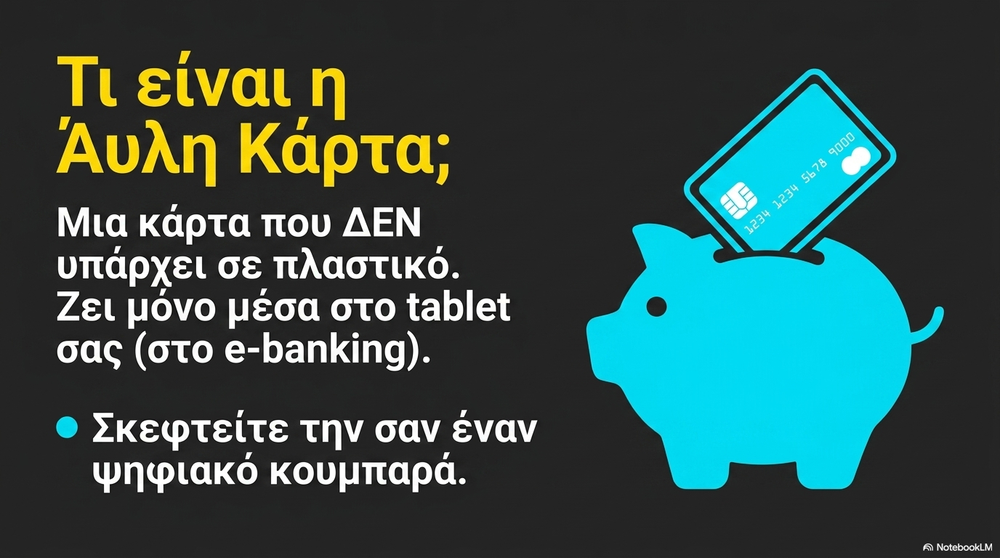 Τι είναι η
Άυλη Κάρτα;
Μια κάρτα που ΔΕΝ
υπάρχει σε πλαστικό.
Ζει μόνο μέσα στο tablet
σας (στο e-banking).
Σκεφτείτε την σαν έναν
ψηφιακό κουμπαρά.
1234 1234 5678 9000
NotebookLM